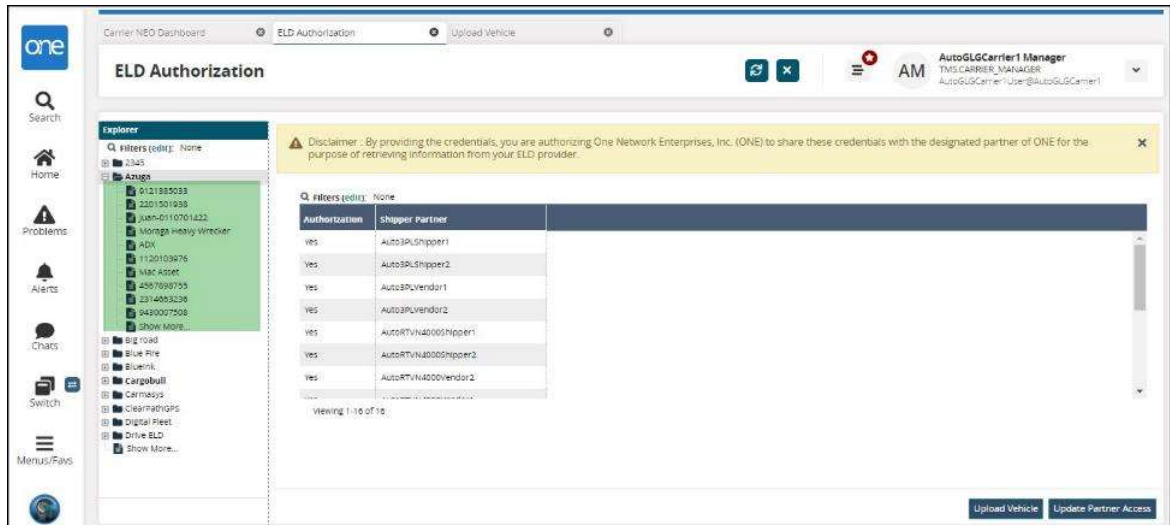 Carrier NEO Dashboard
ELD Authorization
Upload Vehicle
one
ELD Authorization
AM
AutoGLGCarrier1 Manager
TMS.CARRIER_MANAGER
AutoGLGCarrier1User@AutoGLGCarrier1
Search
Home
Problems
Alerts
Chats
Switch
Menus/Favs
Explorer
Filters (edit): None
2345
Azuga
9121385033
2201501938
Juan-0110701422
Moraga Heavy Wrecker
ADX
1120103976
Mac Asset
4567898755
2314663236
9430007508
Show More...
Big road
Blue Fire
BlueInk
Cargobull
Carmasys
ClearPathGPS
Digital Fleet
Drive ELD
Show More...
Disclaimer : By providing the credentials, you are authorizing One Network Enterprises, Inc. (ONE) to share these credentials with the designated partner of ONE for the
purpose of retrieving information from your ELD provider.
Filters (edit): None
Authorization Shipper Partner
Yes Auto3PLShipper1
Yes Auto3PLShipper2
Yes Auto3PLVendor1
Yes Auto3PLVendor2
Yes AutoRTVN4000Shipper1
Yes AutoRTVN4000Shipper2
Yes AutoRTVN4000Vendor2
Viewing 1-16 of 16
Upload Vehicle
Update Partner Access